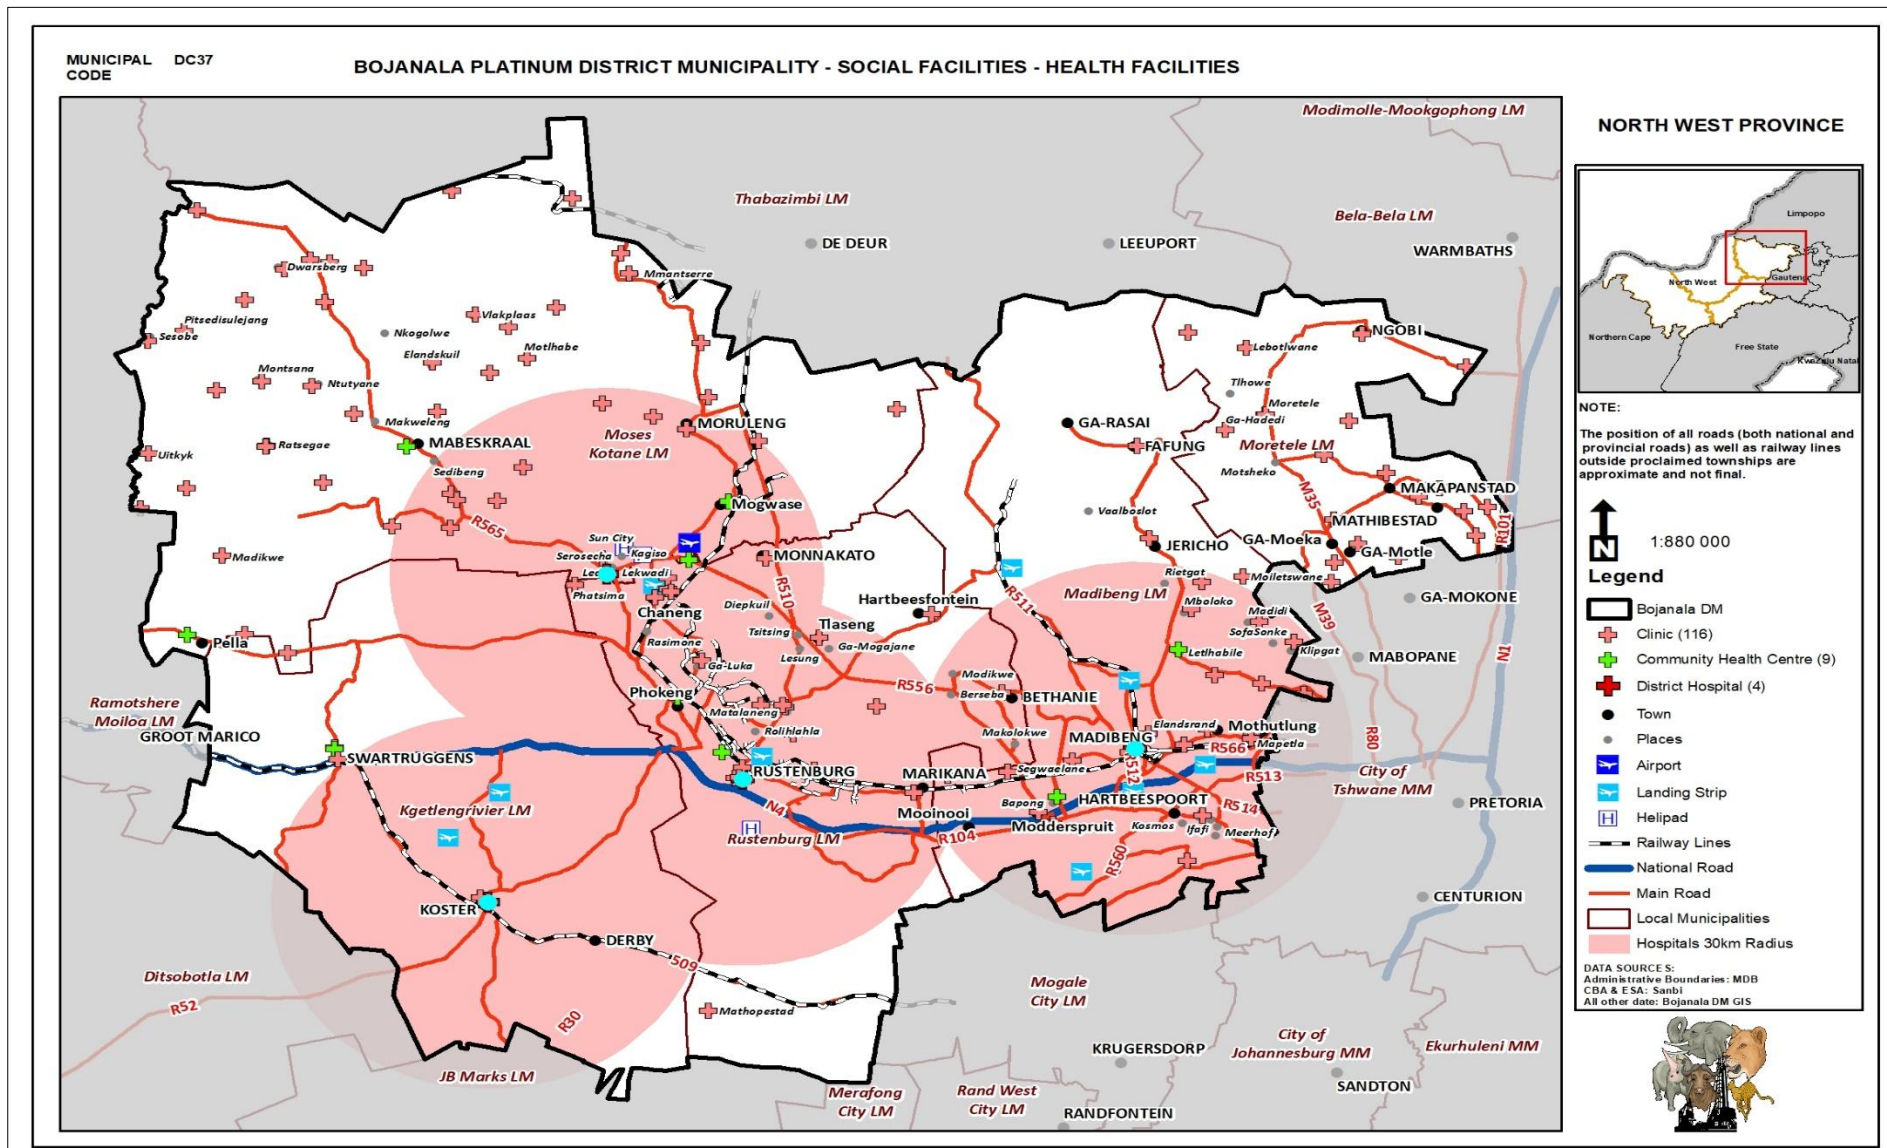 MUNICIPAL CODE
DC37
BOJANALA PLATINUM DISTRICT MUNICIPALITY - SOCIAL FACILITIES - HEALTH FACILITIES
Modimolle-Mookgophong LM
Thabazimbi LM
Bela-Bela LM
DE DEUR
LEEUPORT
WARMBATHS
Dwarsberg
Mmantserre
Pitsedisulejang
Sesobe
Nkogolwe
Vlakplaas
Elandskuil
Motlhabe
NGOBI
Lebotlwane
Montsana
Ntutyane
Tlhowe
Moretele
Makweleng
MABESKRAAL
Moses
Kotane LM
MORULENG
GA-RASAI
Ga-Hadedi
Moretele LM
FAFUNG
Ratsegae
Uitkyk
Sedibeng
Motsheko
M35
MAKAPANSTAD
Mogwase
Vaalboslot
MATHIBESTAD
R101
R565
Sun City
Serosecha
Kagiso
GA-Moeka
GA-Motle
JERICHO
MONNAKATO
Madikwe
Lekwadi
Phatsima
Rietgat
Moiletswane
R510
R511
Madibeng LM
GA-MOKONE
Chaneng
Diepkuil
Hartbeesfontein
Mboloko
Madidi
M39
Tsitsing
Tlaseng
SofaSonke
Pella
Rasimone
Ga-Mogajane
Lesung
Letlhabile
Klipgat
MABOPANE
N1
Ga-Luka
R556
Modikwe
Berseba
BETHANIE
Phokeng
Ramotshere
Moiloa LM
Matalaneng
Rolihlahla
GROOT MARICO
SWARTRUGGENS
Makolokwe
MADIBENG
Elandsrand
Mothutlung
Mapetla
R566
R80
RUSTENBURG
MARIKANA
Segwaelane
R512
R513
City of
Tshwane MM
Kgetlengrivier LM
N4
Mooinooi
Bapong
HARTBEESPOORT
R514
PRETORIA
Modderspruit
Kosmos
Ifafi
Meerhof
Rustenburg LM
R104
R560
KOSTER
CENTURION
DERBY
509
Ditsobotla LM
R52
R30
Mathopestad
Mogale
City LM
JB Marks LM
KRUGERSDORP
City of
Johannesburg MM
Ekurhuleni MM
SANDTON
Merafong
City LM
Rand West
City LM
RANDFONTEIN
NORTH WEST PROVINCE
Limpopo
North West
Gauteng
Northern Cape
Free State
KwaZulu Natal
NOTE:
The position of all roads (both national and
provincial roads) as well as railway lines
outside proclaimed townships are
approximate and not final.
N
1:880 000
Legend
Bojanala DM
Clinic (116)
Community Health Centre (9)
District Hospital (4)
Town
Places
Airport
Landing Strip
H Helipad
Railway Lines
National Road
Main Road
Local Municipalities
Hospitals 30km Radius
DATA SOURCES:
Administrative Boundaries: MDB
CBA & ESA: Sanbi
All other date: Bojanala DM GIS